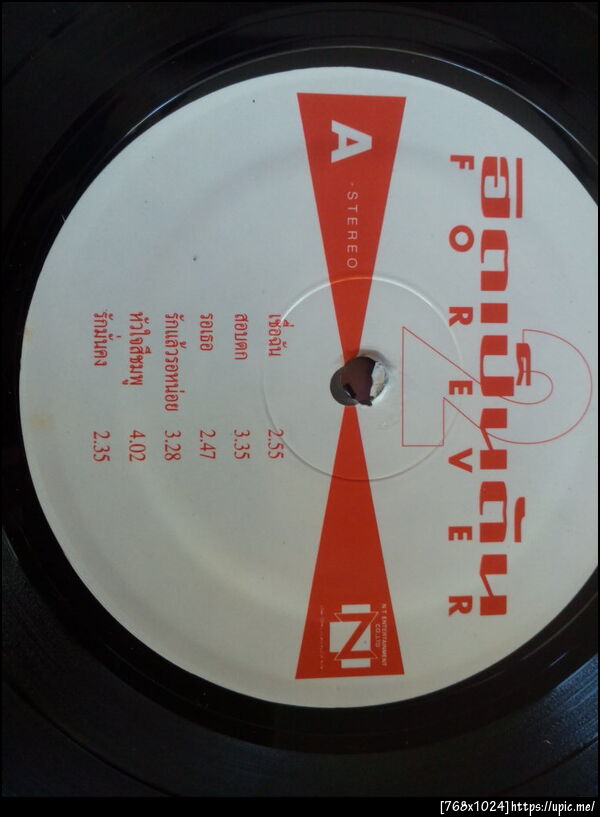 FOREVER
2
A
STEREO
N.T. ENTERTAINMENT
CO.,LTD
N
เชื่อฉัน 2.55
สอบตก 3.35
รอเธอ 2.47
รักแล้วรอหน่อย 3.28
หัวใจสีชมพู 4.02
รักมั่นคง 2.35
[768x1024]https://upic.me/